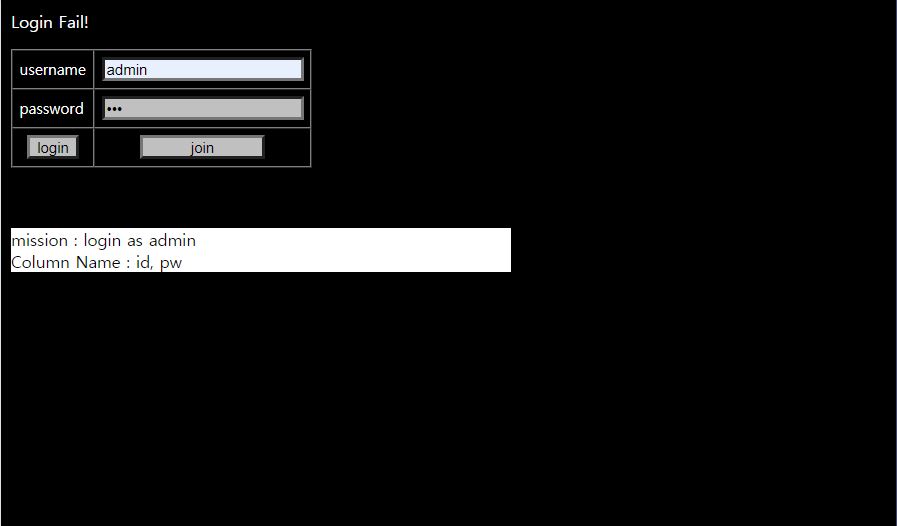 Login Fail!
username admin
password •••
login join
mission : login as admin
Column Name : id, pw